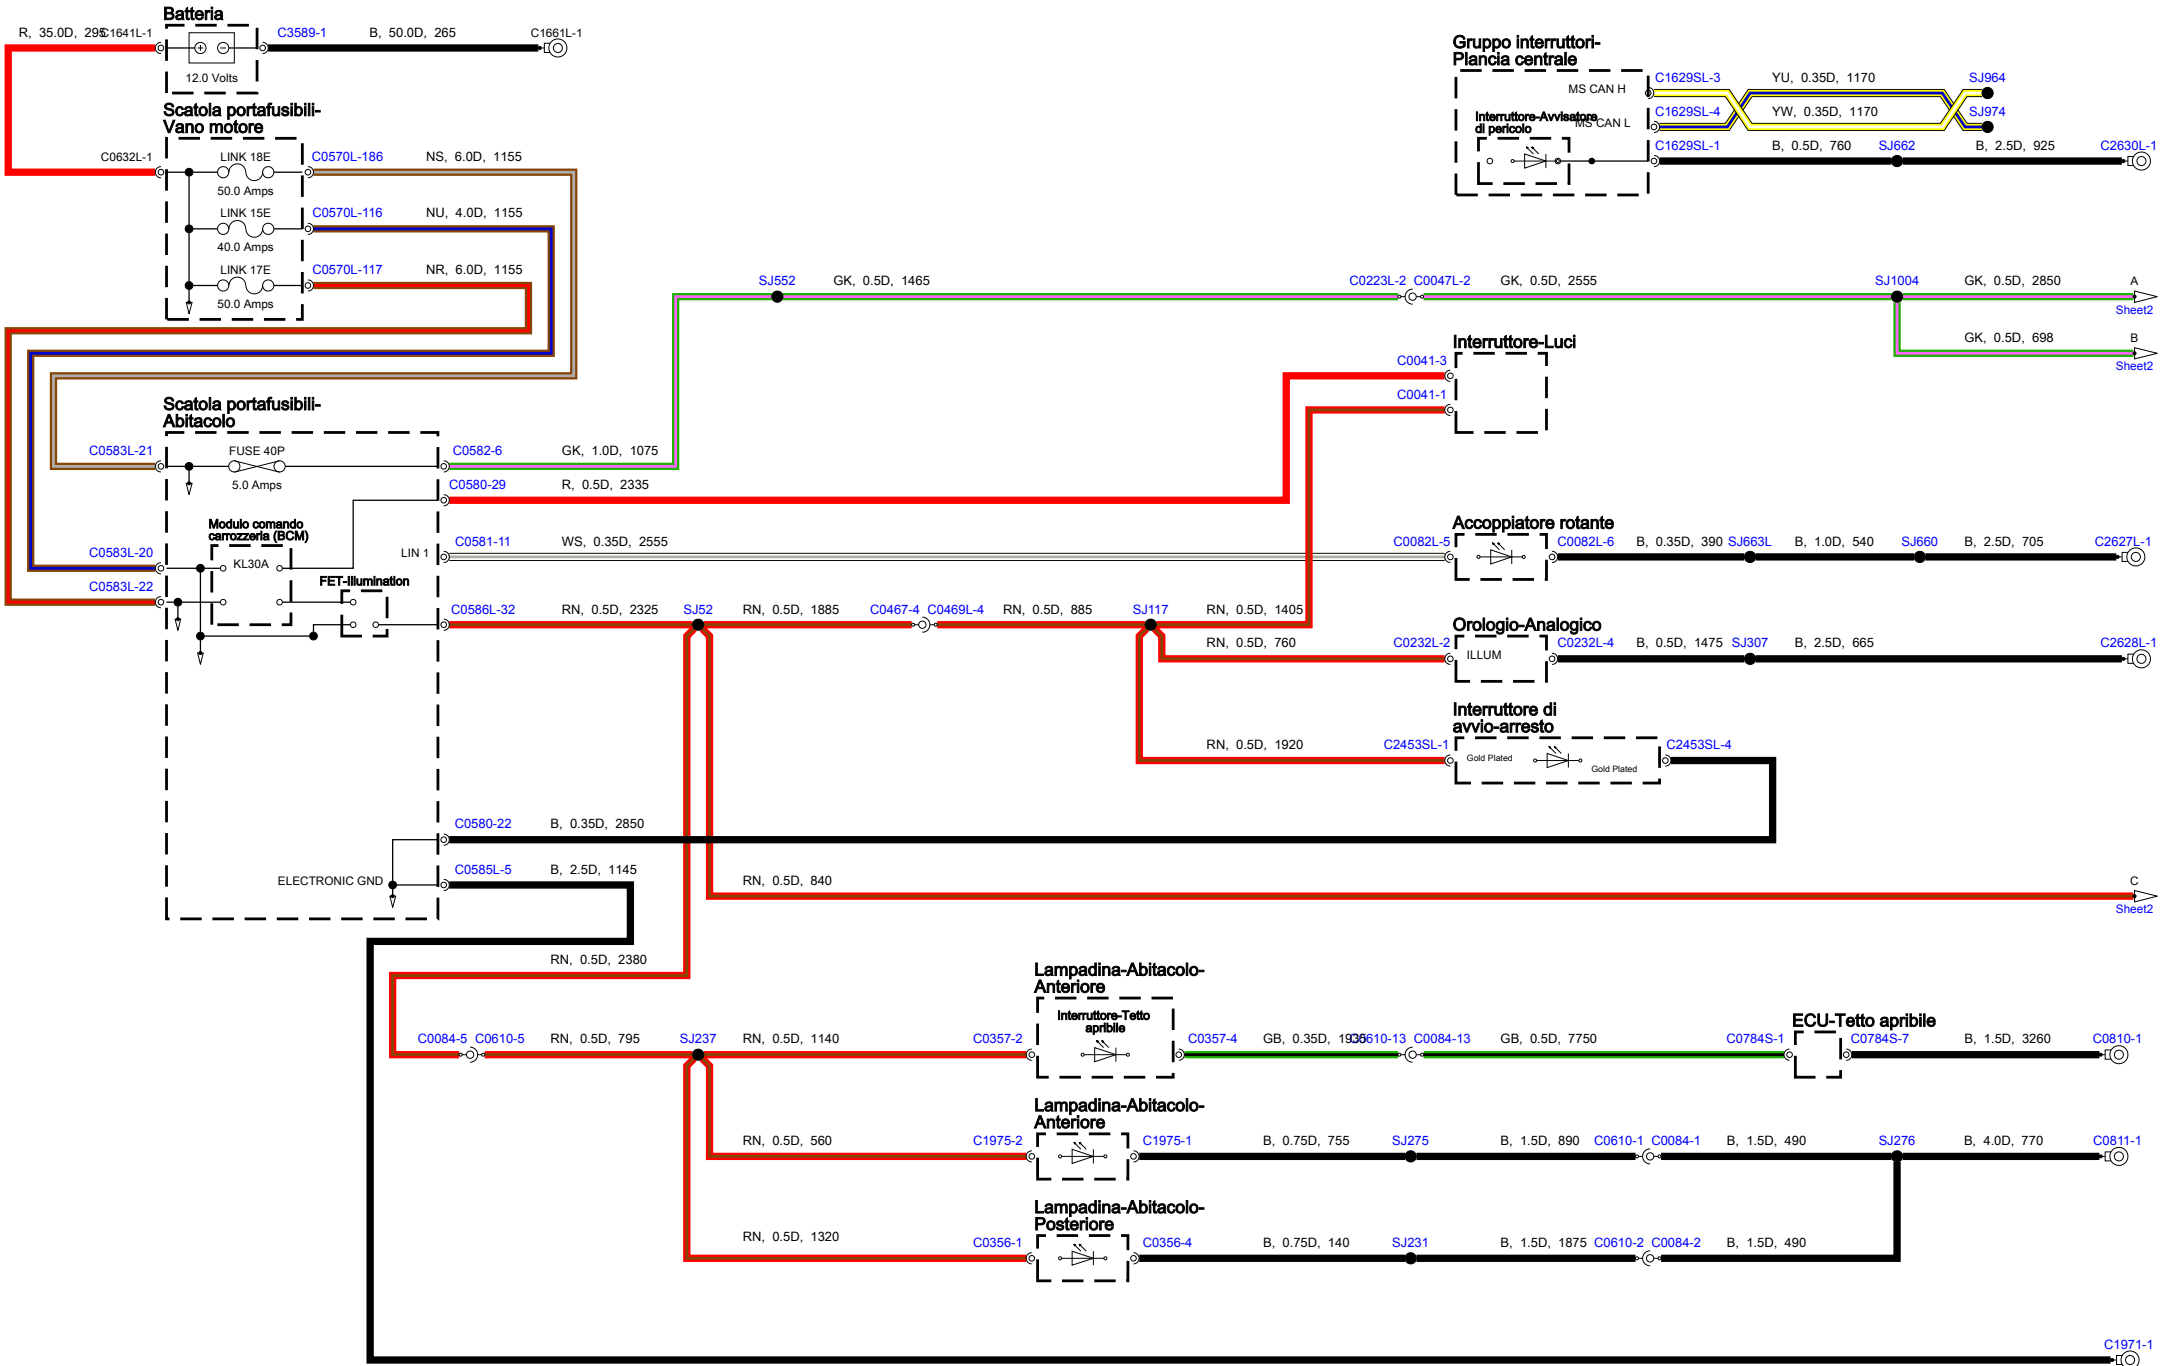 Batteria
R, 35.0D, 295
C1641L-1
C3589-1
B, 50.0D, 265
C1661L-1
12.0 Volts
Scatola portafusibili-
Vano motore
C0632L-1
LINK 18E
50.0 Amps
C0570L-186
NS, 6.0D, 1155
LINK 15E
40.0 Amps
C0570L-116
NU, 4.0D, 1155
LINK 17E
50.0 Amps
C0570L-117
NR, 6.0D, 1155
Gruppo interruttori-
Plancia centrale
MS CAN H
C1629SL-3
YU, 0.35D, 1170
SJ964
Interruttore-Avvisatore
di pericolo
MS CAN L
C1629SL-4
YW, 0.35D, 1170
SJ974
C1629SL-1
B, 0.5D, 760
SJ662
B, 2.5D, 925
C2630L-1
SJ552
GK, 0.5D, 1465
C0223L-2
C0047L-2
GK, 0.5D, 2555
SJ1004
GK, 0.5D, 2850
A
Sheet2
GK, 0.5D, 698
B
Sheet2
Interruttore-Luci
C0041-3
C0041-1
Scatola portafusibili-
Abitacolo
C0583L-21
FUSE 40P
5.0 Amps
C0582-6
GK, 1.0D, 1075
C0580-29
R, 0.5D, 2335
Modulo comando
carrozzeria (BCM)
C0583L-20
KL30A
LIN 1
C0581-11
WS, 0.35D, 2555
Accoppiatore rotante
C0082L-5
C0082L-6
B, 0.35D, 390
SJ663L
B, 1.0D, 540
SJ660
B, 2.5D, 705
C2627L-1
C0583L-22
FET-Illumination
C0586L-32
RN, 0.5D, 2325
SJ52
RN, 0.5D, 1885
C0467-4
C0469L-4
RN, 0.5D, 885
SJ117
RN, 0.5D, 1405
Orologio-Analogico
RN, 0.5D, 760
C0232L-2
ILLUM
C0232L-4
B, 0.5D, 1475
SJ307
B, 2.5D, 665
C2628L-1
Interruttore di
avvio-arresto
RN, 0.5D, 1920
C2453SL-1
Gold Plated
Gold Plated
C2453SL-4
C0580-22
B, 0.35D, 2850
ELECTRONIC GND
C0585L-5
B, 2.5D, 1145
RN, 0.5D, 840
C
Sheet2
RN, 0.5D, 2380
Lampadina-Abitacolo-
Anteriore
Interruttore-Tetto
apribile
C0084-5
C0610-5
RN, 0.5D, 795
SJ237
RN, 0.5D, 1140
C0357-2
C0357-4
GB, 0.35D, 1935
C0610-13
C0084-13
GB, 0.5D, 7750
C0784S-1
ECU-Tetto apribile
C0784S-7
B, 1.5D, 3260
C0810-1
Lampadina-Abitacolo-
Anteriore
RN, 0.5D, 560
C1975-2
C1975-1
B, 0.75D, 755
SJ275
B, 1.5D, 890
C0610-1
C0084-1
B, 1.5D, 490
SJ276
B, 4.0D, 770
C0811-1
Lampadina-Abitacolo-
Posteriore
RN, 0.5D, 1320
C0356-1
C0356-4
B, 0.75D, 140
SJ231
B, 1.5D, 1875
C0610-2
C0084-2
B, 1.5D, 490
C1971-1